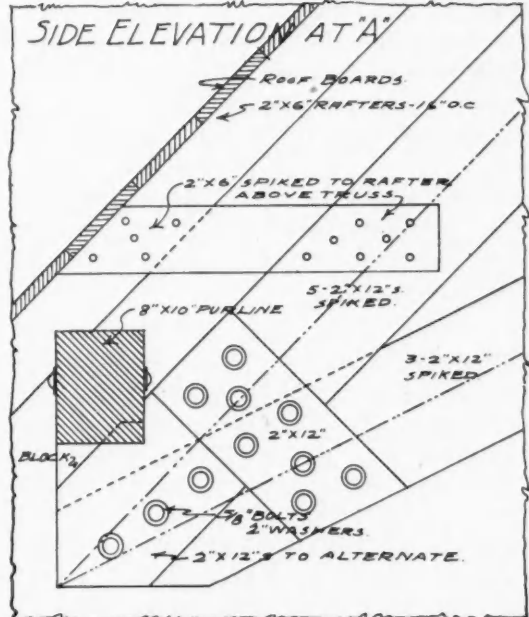 SIDE ELEVATION AT "A"
ROOF BOARDS
2"X6" RAFTERS-16" O.C
2"X6" SPIKED TO RAFTER
ABOVE TRUSS
5-2"X12"S
SPIKED.
8"X10" PURLINE
3-2"X12"
SPIKED
2"X12"
BLOCK
5/8" BOLTS
2" WASHERS.
2"X12"S TO ALTERNATE.